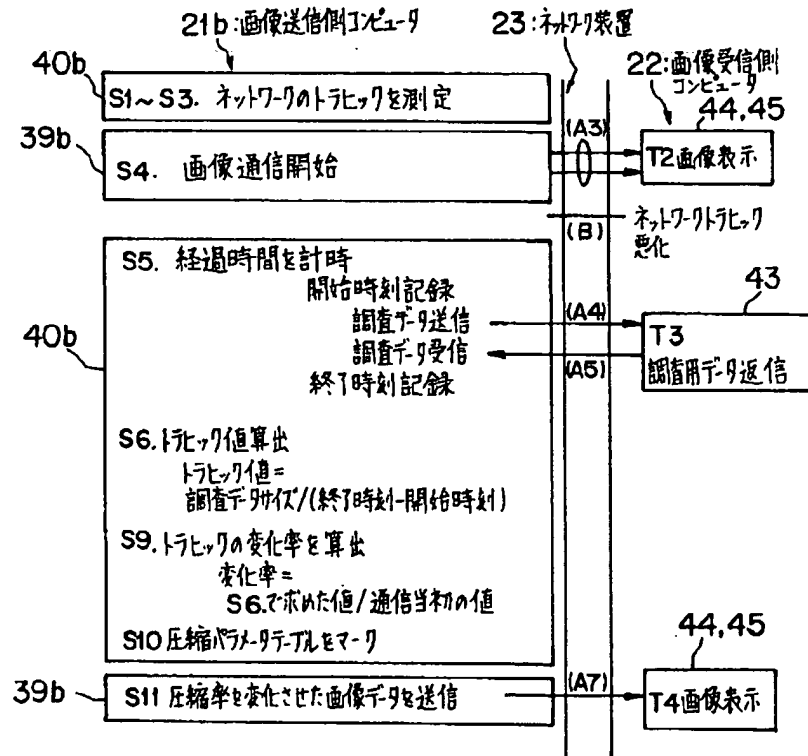 21b:画像送信側コンピュータ
23:ネットワーク装置
22:画像受信側
コンピュータ
40b
S1~S3. ネットワークのトラヒックを測定
39b
S4. 画像通信開始
(A3)
44,45
T2画像表示
(B)
ネットワークトラヒック
悪化
40b
S5. 経過時間を計時
開始時刻記録
調査データ送信
(A4)
調査データ受信
(A5)
終了時刻記録
43
T3
調査用データ返信
S6.トラヒック値算出
トラヒック値=
調査データサイズ/(終了時刻-開始時刻)
S9.トラヒックの変化率を算出
変化率=
S6.で求めた値/通信当初の値
S10圧縮パラメータテーブルをマーク
39b
S11 圧縮率を変化させた画像データを送信
(A7)
44,45
T4画像表示